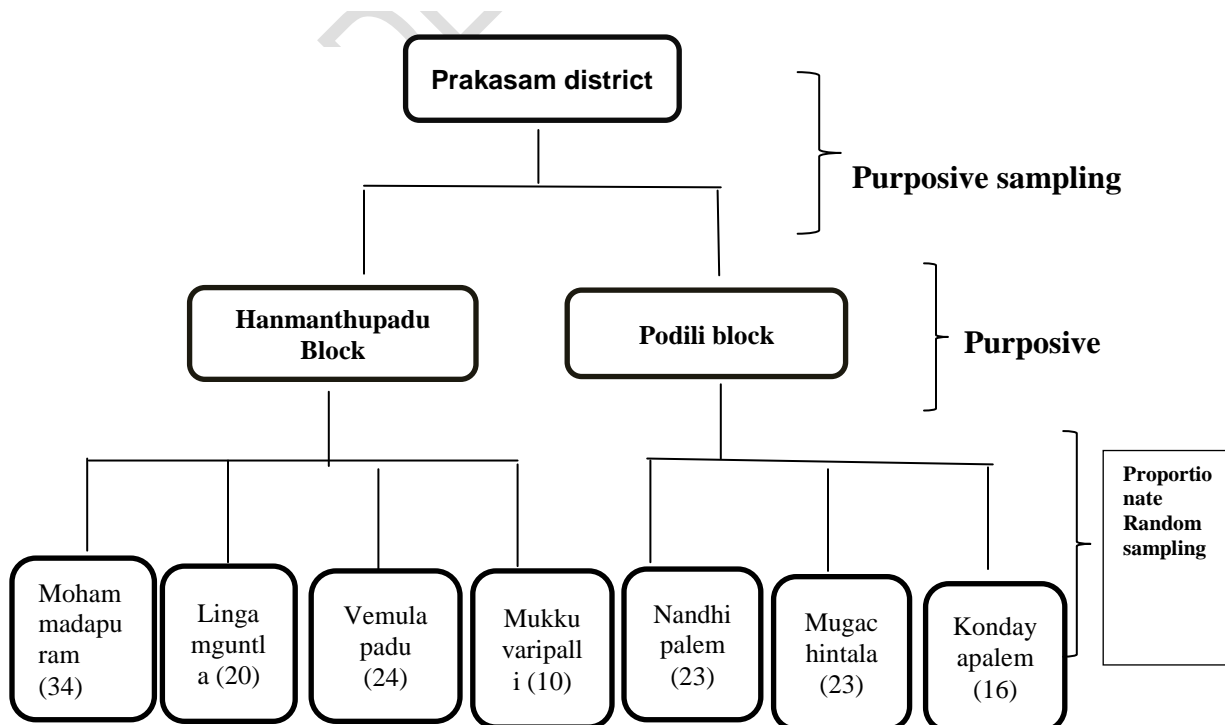 Prakasam district
Purposive sampling
Hanmanthupadu
Block
Podili block
Purposive
Proportio
nate
Random
sampling
Moham
madapu
ram
(34)
Linga
mguntl
a (20)
Vemula
padu
(24)
Mukku
varipall
i (10)
Nandhi
palem
(23)
Mugac
hintala
(23)
Konday
apalem
(16)